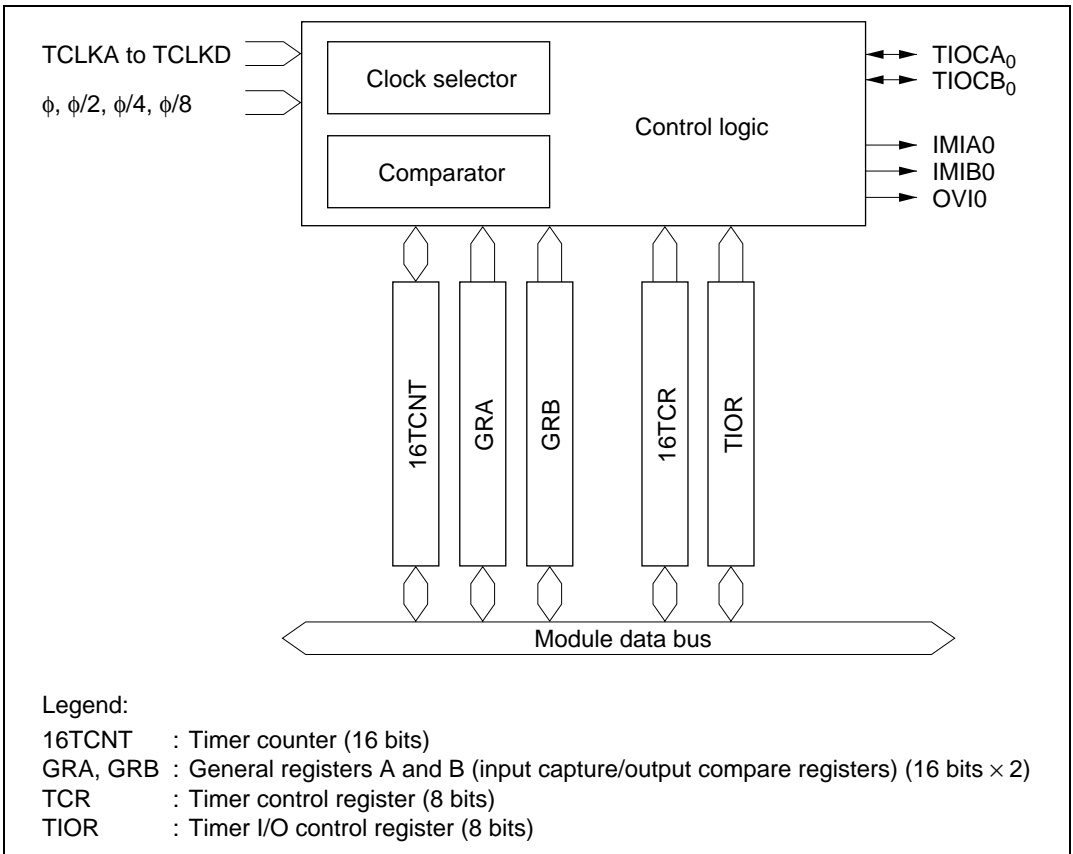 TCLKA to TCLKD
ϕ, ϕ/2, ϕ/4, ϕ/8
Clock selector
Comparator
Control logic
TIOCA₀
TIOCB₀
IMIA0
IMIB0
OVI0
16TCNT
GRA
GRB
16TCR
TIOR
Module data bus
Legend:
16TCNT : Timer counter (16 bits)
GRA, GRB : General registers A and B (input capture/output compare registers) (16 bits × 2)
TCR : Timer control register (8 bits)
TIOR : Timer I/O control register (8 bits)